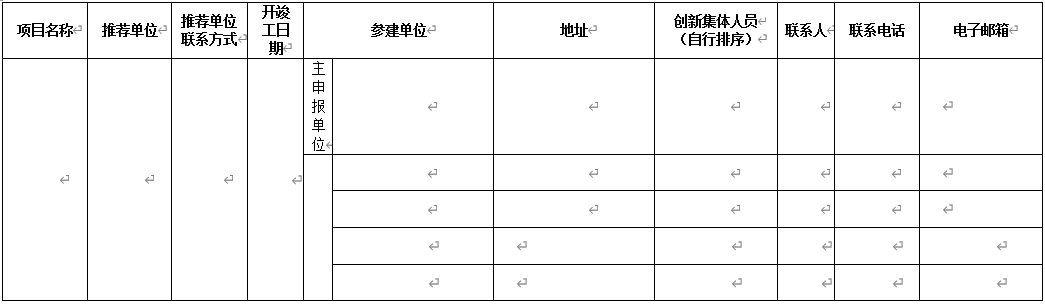 项目名称
推荐单位
推荐单位
联系方式
开竣
工日
期
参建单位
地址
创新集体人员
（自行排序）
联系人
联系电话
电子邮箱
主
申
报
单
位